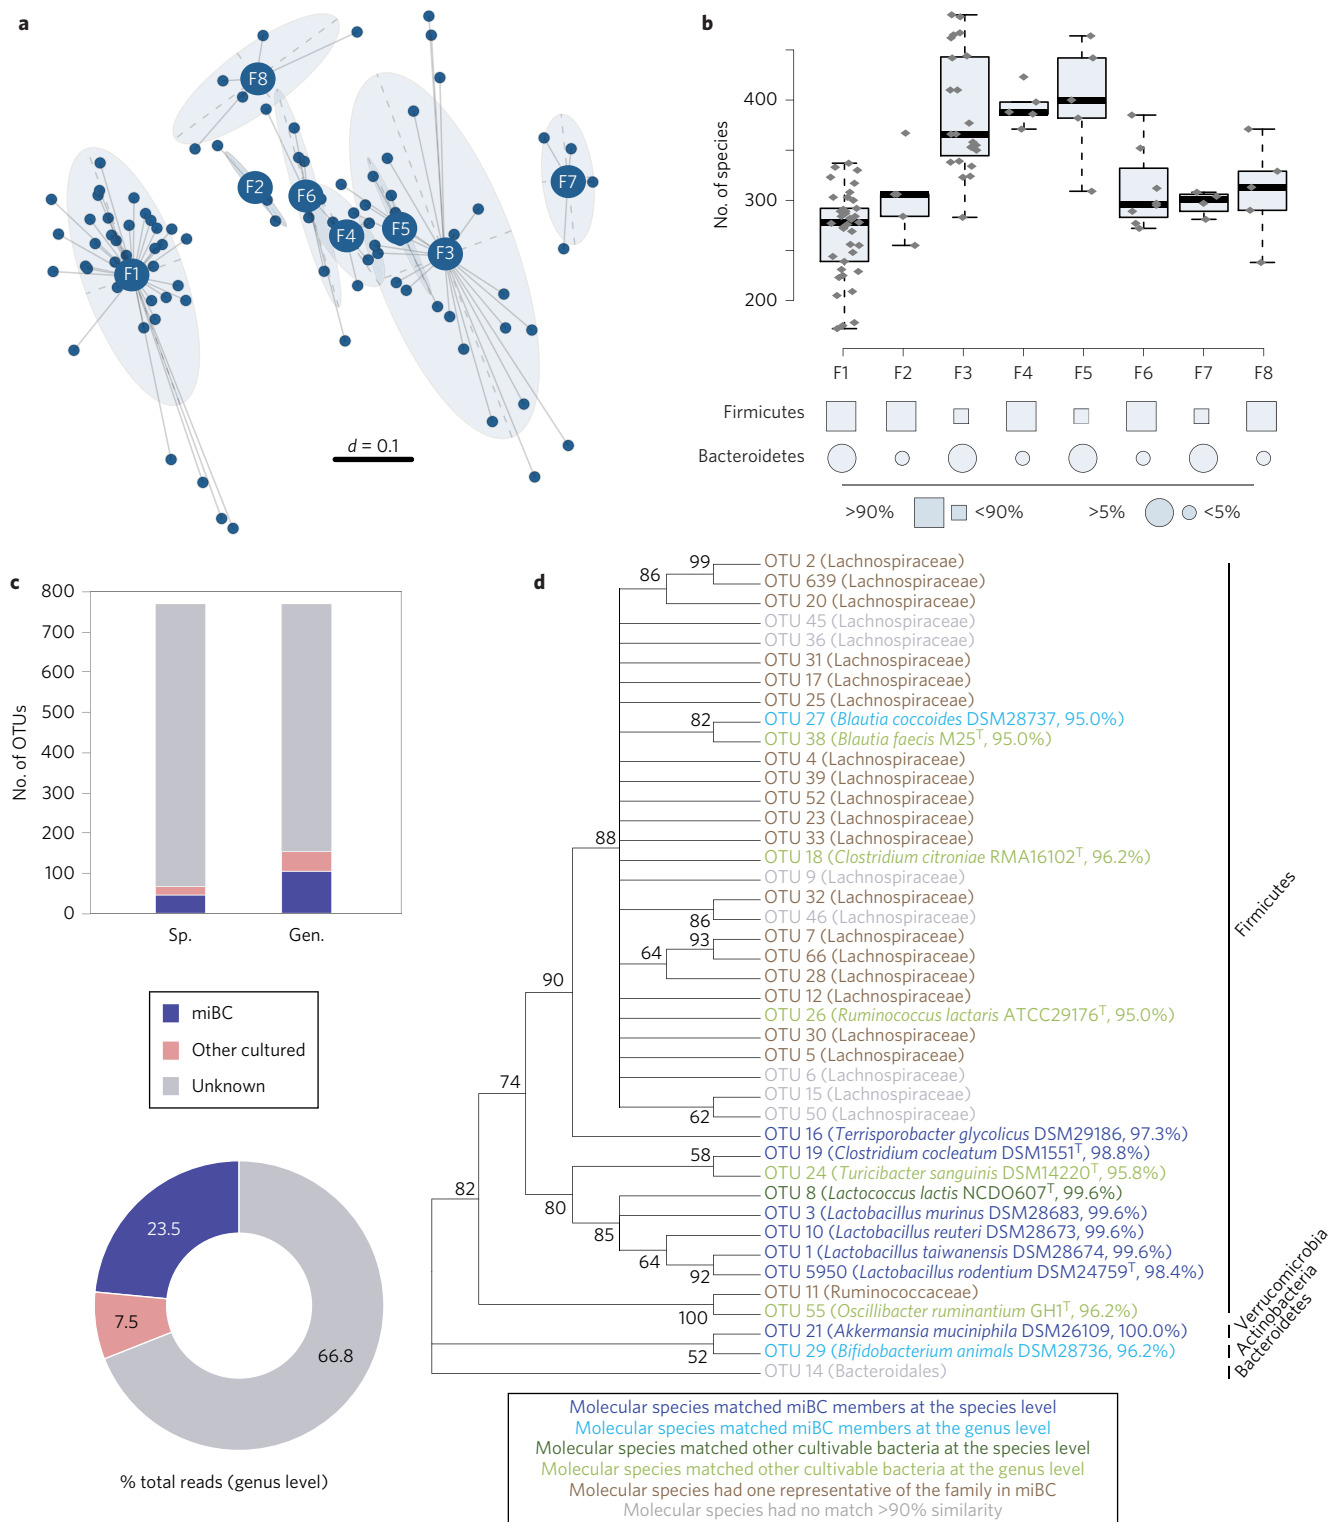 a
F8
F2
F6
F7
F4
F5
F3
F1
d = 0.1
b
No. of species
400
300
200
F1 F2 F3 F4 F5 F6 F7 F8
Firmicutes
Bacteroidetes
>90% <90% >5% <5%
c
No. of OTUs
800
700
600
500
400
300
200
100
0
Sp. Gen.
miBC
Other cultured
Unknown
23.5
7.5
66.8
% total reads (genus level)
d
99
86
88
82
86
93
64
90
74
62
58
82
80
85
64
92
100
52
OTU 2 (Lachnospiraceae)
OTU 639 (Lachnospiraceae)
OTU 20 (Lachnospiraceae)
OTU 45 (Lachnospiraceae)
OTU 36 (Lachnospiraceae)
OTU 31 (Lachnospiraceae)
OTU 17 (Lachnospiraceae)
OTU 25 (Lachnospiraceae)
OTU 27 (Blautia coccoides DSM28737, 95.0%)
OTU 38 (Blautia faecis M25ᵀ, 95.0%)
OTU 4 (Lachnospiraceae)
OTU 39 (Lachnospiraceae)
OTU 52 (Lachnospiraceae)
OTU 23 (Lachnospiraceae)
OTU 33 (Lachnospiraceae)
OTU 18 (Clostridium citroniae RMA16102ᵀ, 96.2%)
OTU 9 (Lachnospiraceae)
OTU 32 (Lachnospiraceae)
OTU 46 (Lachnospiraceae)
OTU 7 (Lachnospiraceae)
OTU 66 (Lachnospiraceae)
OTU 28 (Lachnospiraceae)
OTU 12 (Lachnospiraceae)
OTU 26 (Ruminococcus lactaris ATCC29176ᵀ, 95.0%)
OTU 30 (Lachnospiraceae)
OTU 5 (Lachnospiraceae)
OTU 6 (Lachnospiraceae)
OTU 15 (Lachnospiraceae)
OTU 50 (Lachnospiraceae)
OTU 16 (Terrisporobacter glycolicus DSM29186, 97.3%)
OTU 19 (Clostridium cocleatum DSM1551ᵀ, 98.8%)
OTU 24 (Turicibacter sanguinis DSM14220ᵀ, 95.8%)
OTU 8 (Lactococcus lactis NCDO607ᵀ, 99.6%)
OTU 3 (Lactobacillus murinus DSM28683, 99.6%)
OTU 10 (Lactobacillus reuteri DSM28673, 99.6%)
OTU 1 (Lactobacillus taiwanensis DSM28674, 99.6%)
OTU 5950 (Lactobacillus rodentium DSM24759ᵀ, 98.4%)
OTU 11 (Ruminococcaceae)
OTU 55 (Oscillibacter ruminantium GH1ᵀ, 96.2%)
OTU 21 (Akkermansia muciniphila DSM26109, 100.0%)
OTU 29 (Bifidobacterium animals DSM28736, 96.2%)
OTU 14 (Bacteroidales)
Firmicutes
Verrucomicrobia
Actinobacteria
Bacteroidetes
Molecular species matched miBC members at the species level
Molecular species matched miBC members at the genus level
Molecular species matched other cultivable bacteria at the species level
Molecular species matched other cultivable bacteria at the genus level
Molecular species had one representative of the family in miBC
Molecular species had no match >90% similarity